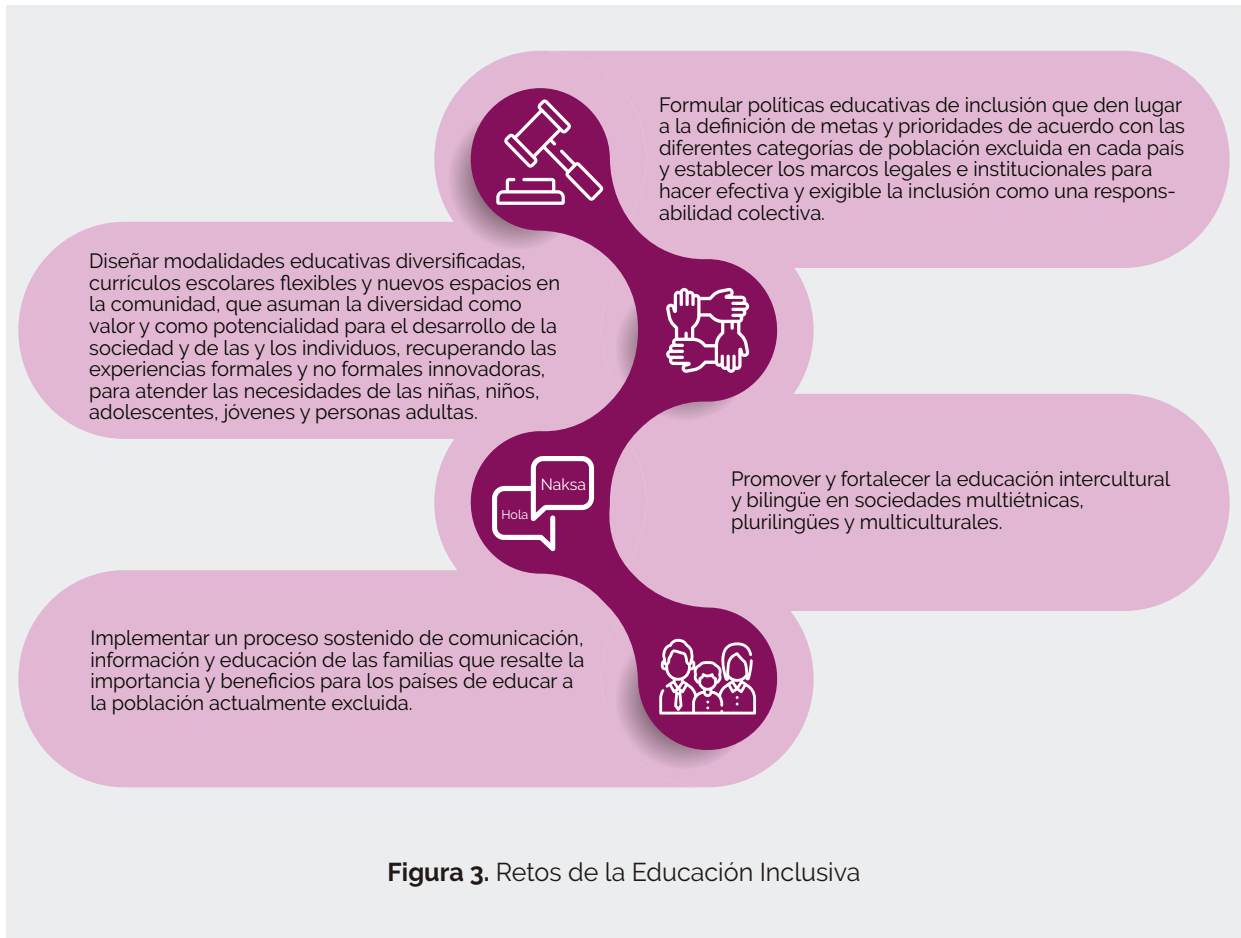 Formular políticas educativas de inclusión que den lugar
a la definición de metas y prioridades de acuerdo con las
diferentes categorías de población excluida en cada país
y establecer los marcos legales e institucionales para
hacer efectiva y exigible la inclusión como una respons-
abilidad colectiva.
Diseñar modalidades educativas diversificadas,
currículos escolares flexibles y nuevos espacios en
la comunidad, que asuman la diversidad como
valor y como potencialidad para el desarrollo de la
sociedad y de las y los individuos, recuperando las
experiencias formales y no formales innovadoras,
para atender las necesidades de las niñas, niños,
adolescentes, jóvenes y personas adultas.
Naksa
Hola
Promover y fortalecer la educación intercultural
y bilingüe en sociedades multiétnicas,
plurilingües y multiculturales.
Implementar un proceso sostenido de comunicación,
información y educación de las familias que resalte la
importancia y beneficios para los países de educar a
la población actualmente excluida.
Figura 3. Retos de la Educación Inclusiva